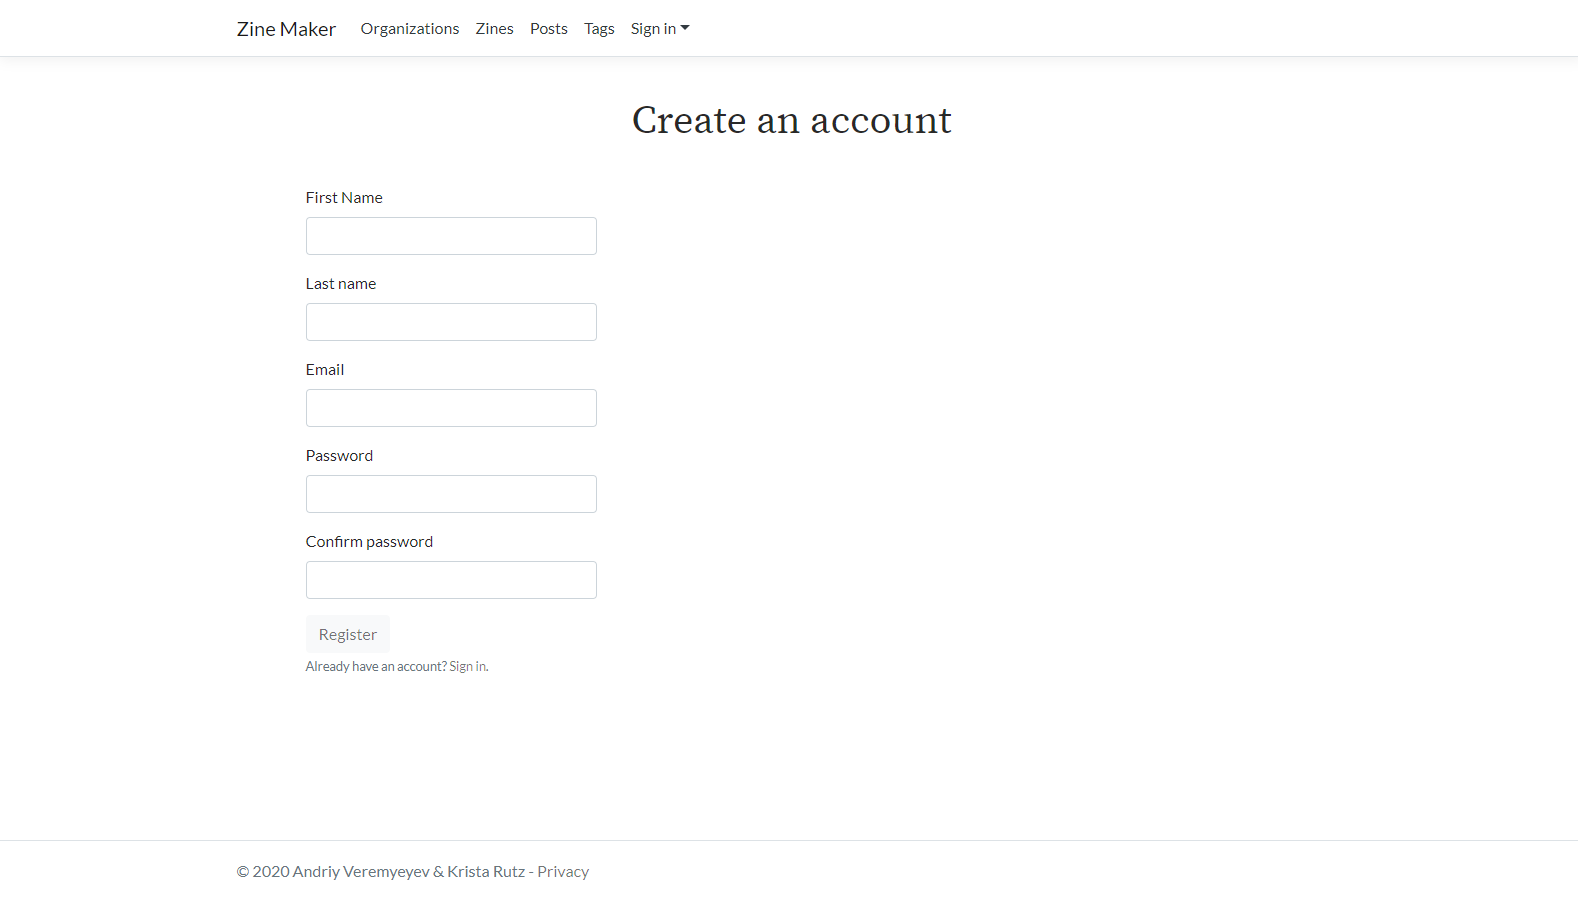 Zine Maker Organizations Zines Posts Tags Sign in
Create an account
First Name
Last name
Email
Password
Confirm password
Register
Already have an account? Sign in.
© 2020 Andriy Veremyeyev & Krista Rutz - Privacy